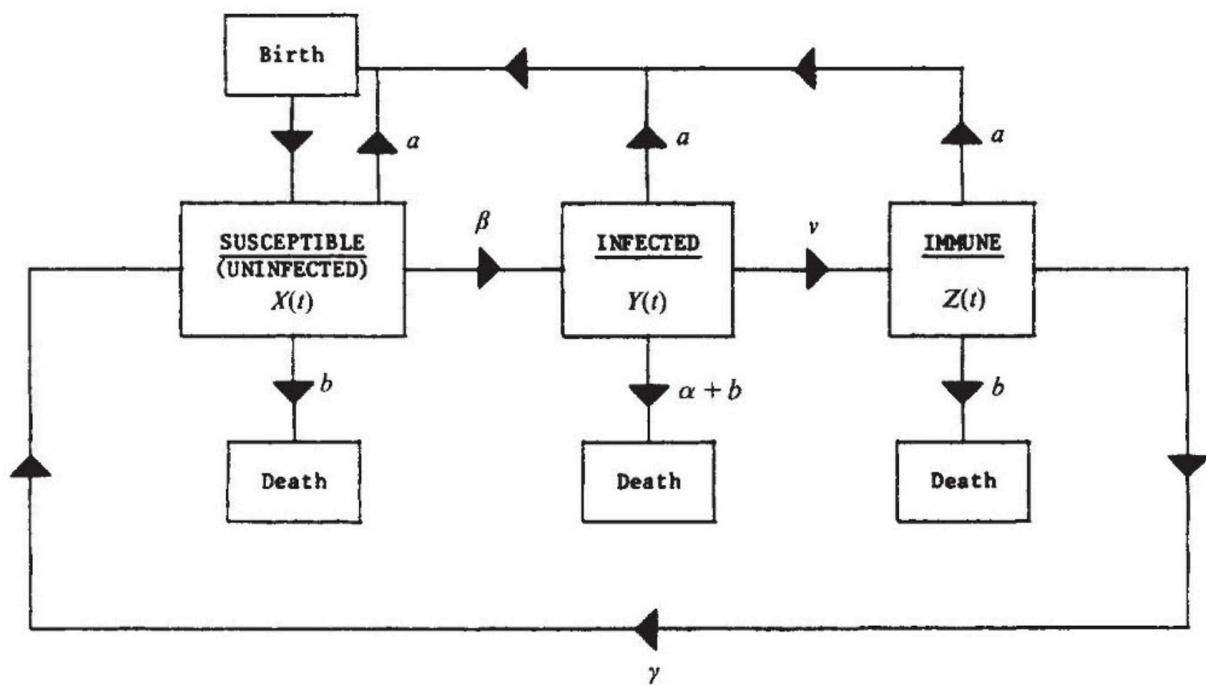 Birth
a
a
a
SUSCEPTIBLE
(UNINFECTED)
X(t)
β
INFECTED
Y(t)
ν
IMMUNE
Z(t)
b
α + b
b
Death
Death
Death
γ